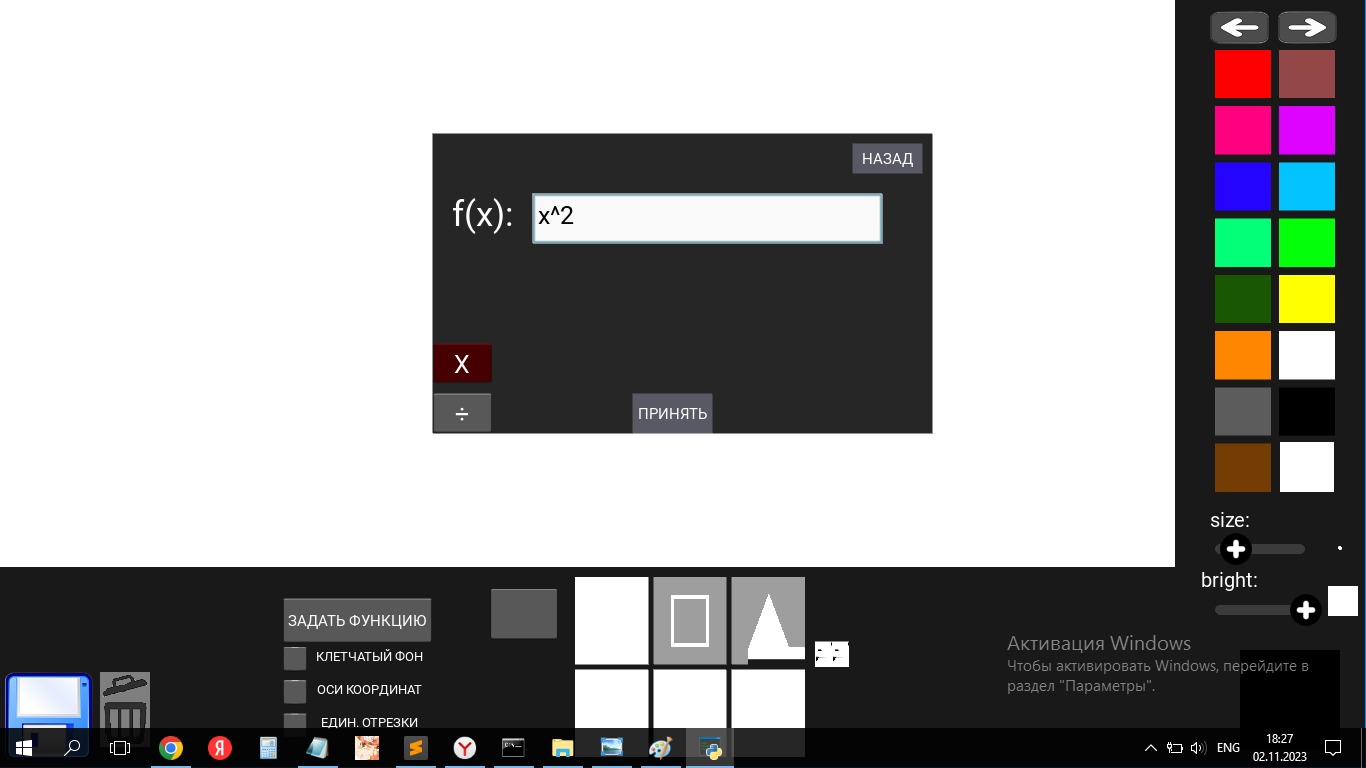 НАЗАД
f(x):
x^2
X
÷
ПРИНЯТЬ
size:
bright:
ЗАДАТЬ ФУНКЦИЮ
КЛЕТЧАТЫЙ ФОН
ОСИ КООРДИНАТ
ЕДИН. ОТРЕЗКИ
Активация Windows
Чтобы активировать Windows, перейдите в
раздел "Параметры".
Я
Y
ENG
18:27
02.11.2023